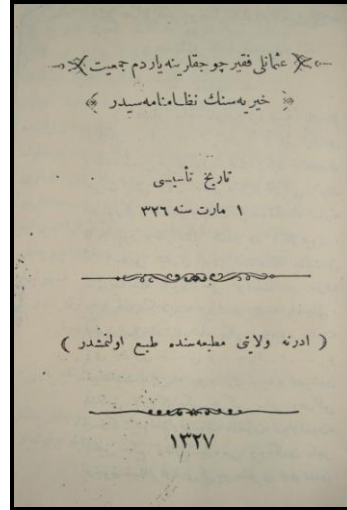 عثمانلی فقیر چوجقلرینه یاردم جمعیت
خیریه‌سنك نظامنامه‌سیدر
تاریخ تأسیسی
١ مارت سنه ٣٢٦
( ادرنه ولایتی مطبعه‌سنده طبع اولنمشدر )
١٣٢٧